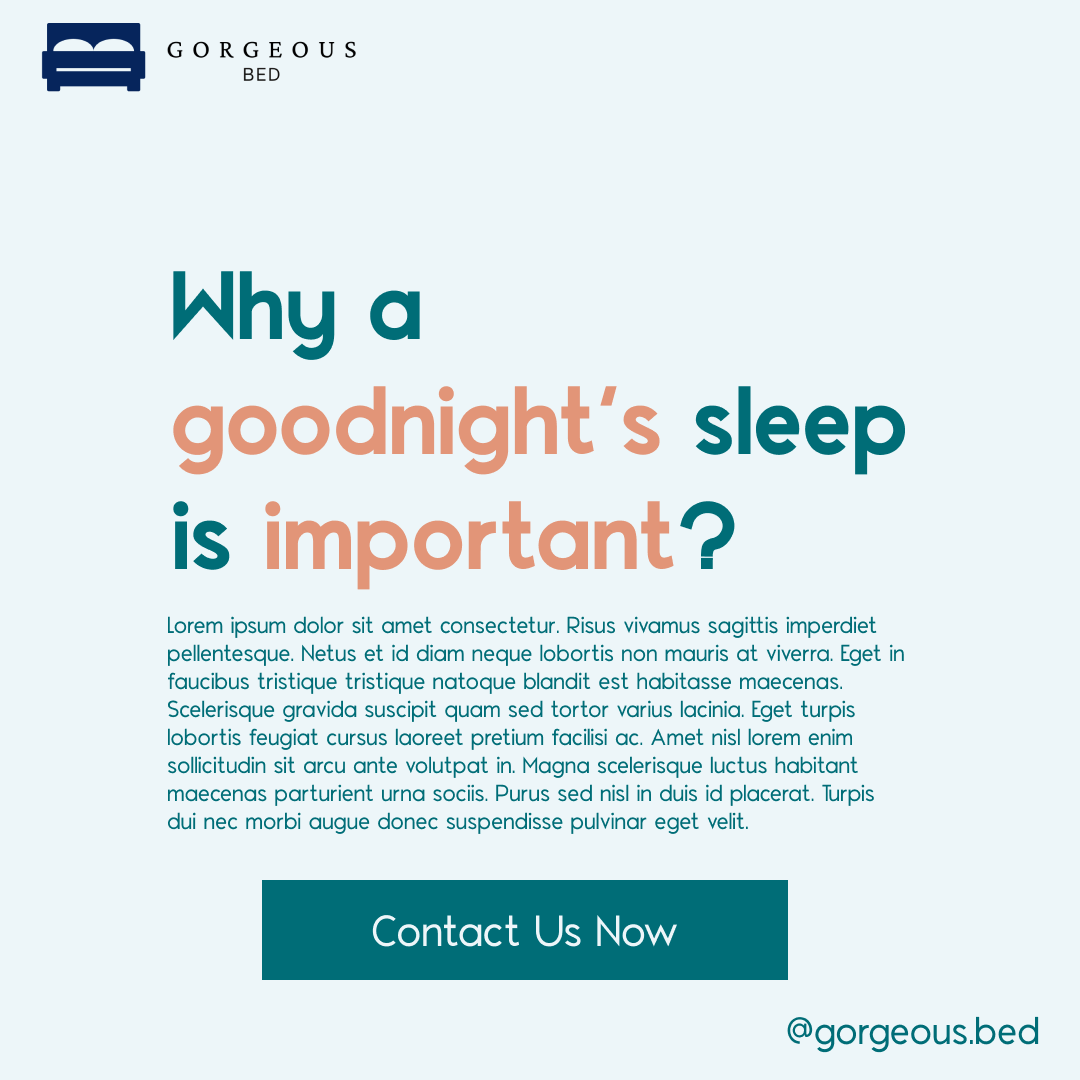 GORGEOUS
BED
Why a
goodnight's sleep
is important?
Lorem ipsum dolor sit amet consectetur. Risus vivamus sagittis imperdiet
pellentesque. Netus et id diam neque lobortis non mauris at viverra. Eget in
faucibus tristique tristique natoque blandit est habitasse maecenas.
Scelerisque gravida suscipit quam sed tortor varius lacinia. Eget turpis
lobortis feugiat cursus laoreet pretium facilisi ac. Amet nisl lorem enim
sollicitudin sit arcu ante volutpat in. Magna scelerisque luctus habitant
maecenas parturient urna sociis. Purus sed nisl in duis id placerat. Turpis
dui nec morbi augue donec suspendisse pulvinar eget velit.
Contact Us Now
@gorgeous.bed